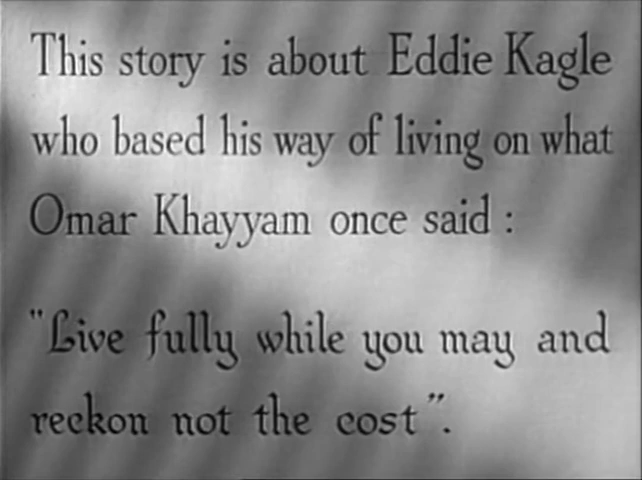 This story is about Eddie Kagle
who based his way of living on what
Omar Khayyam once said :
"Live fully while you may and
reckon not the cost".